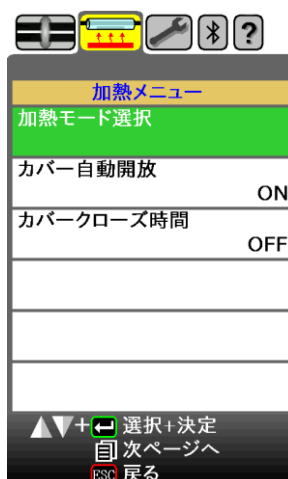 ?
加熱メニュー
加熱モード選択
カバー自動開放
ON
カバークローズ時間
OFF
+ 選択+決定
次ページへ
ESC 戻る